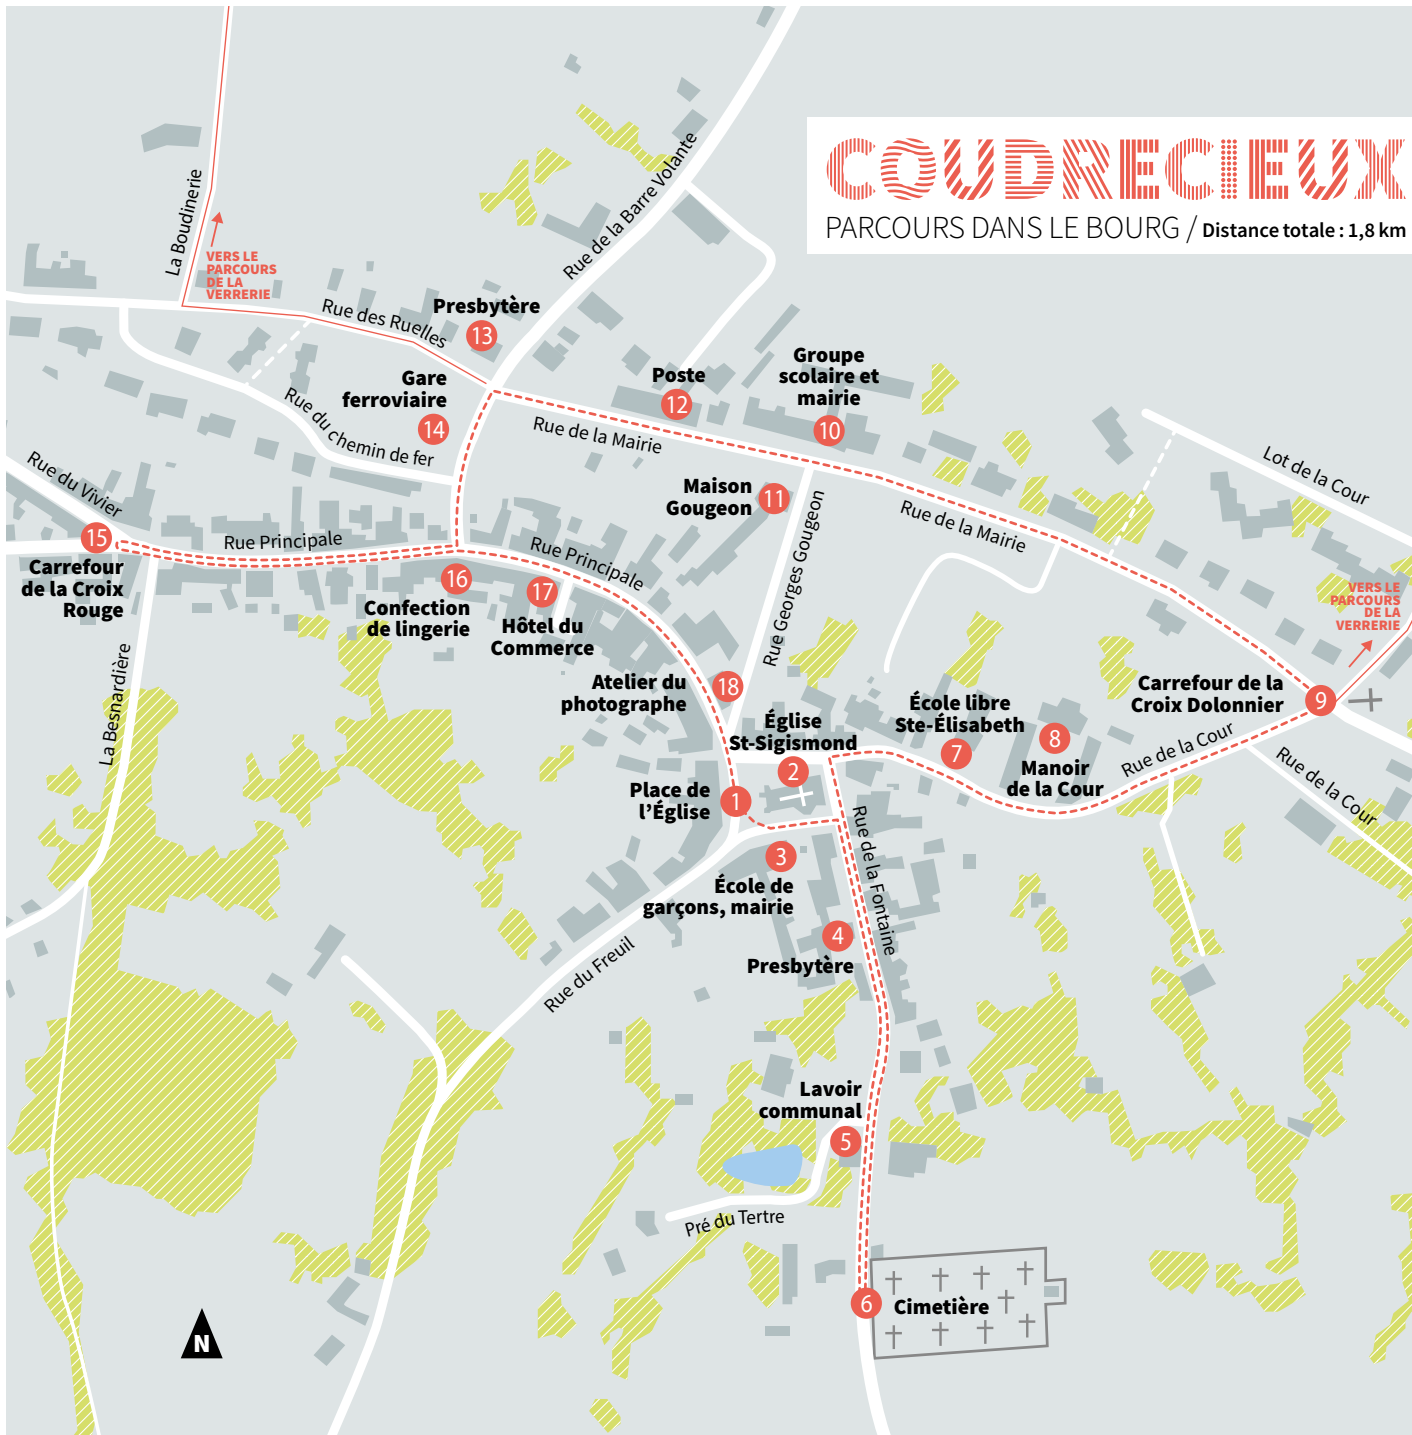 COUDRECIEUX
PARCOURS DANS LE BOURG / Distance totale : 1,8 km
La Boudinerie
VERS LE
PARCOURS
DE LA
VERRERIE
Rue de la Barre Volante
Rue des Ruelles
Presbytère
13
Gare
ferroviaire
14
Rue du chemin de fer
Poste
12
Groupe
scolaire et
mairie
10
Rue de la Mairie
Maison
Gougeon
11
Rue Georges Gougeon
Rue de la Mairie
Lot de la Cour
Rue du Vivier
15
Carrefour
de la Croix
Rouge
Rue Principale
Rue Principale
16
Confection
de lingerie
17
Hôtel du
Commerce
La Besnardière
Atelier du
photographe
18
VERS LE
PARCOURS
DE LA
VERRERIE
Carrefour de la
Croix Dolonnier
9
École libre
Ste-Élisabeth
7
8
Manoir
de la Cour
Rue de la Cour
Rue de la Cour
Église
St-Sigismond
2
Place de
l’Église
1
3
École de
garçons, mairie
Rue de la Fontaine
4
Presbytère
Rue du Freuil
Lavoir
communal
5
Pré du Tertre
6
Cimetière
N